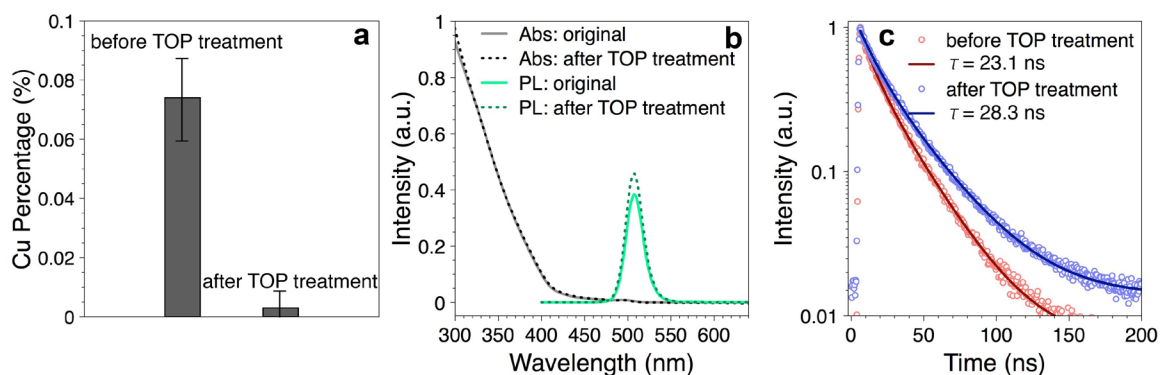 a
before TOP treatment
after TOP treatment
Cu Percentage (%)
0.1
0.08
0.06
0.04
0.02
0
b
Abs: original
Abs: after TOP treatment
PL: original
PL: after TOP treatment
Intensity (a.u.)
1
0.8
0.6
0.4
0.2
0
300 400 500 600
Wavelength (nm)
c
before TOP treatment
τ = 23.1 ns
after TOP treatment
τ = 28.3 ns
Intensity (a.u.)
1
0.1
0.01
0 50 100 150 200
Time (ns)